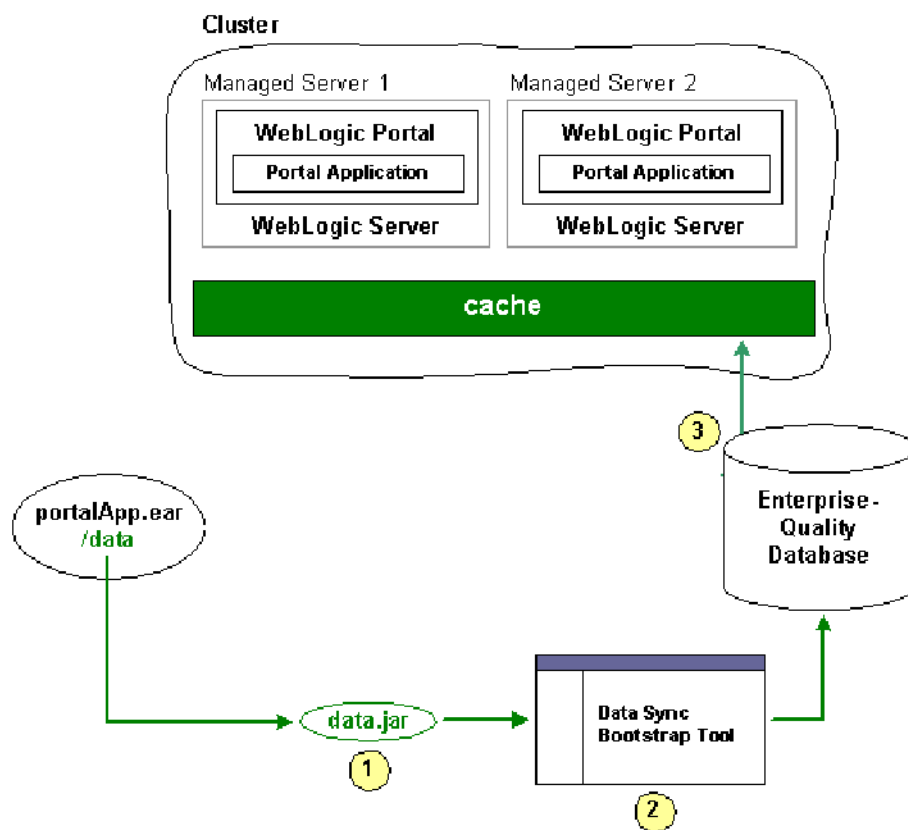 Cluster
Managed Server 1
Managed Server 2
WebLogic Portal
Portal Application
WebLogic Server
WebLogic Portal
Portal Application
WebLogic Server
cache
3
Enterprise-
Quality
Database
portalApp.ear
/data
data.jar
1
Data Sync
Bootstrap Tool
2